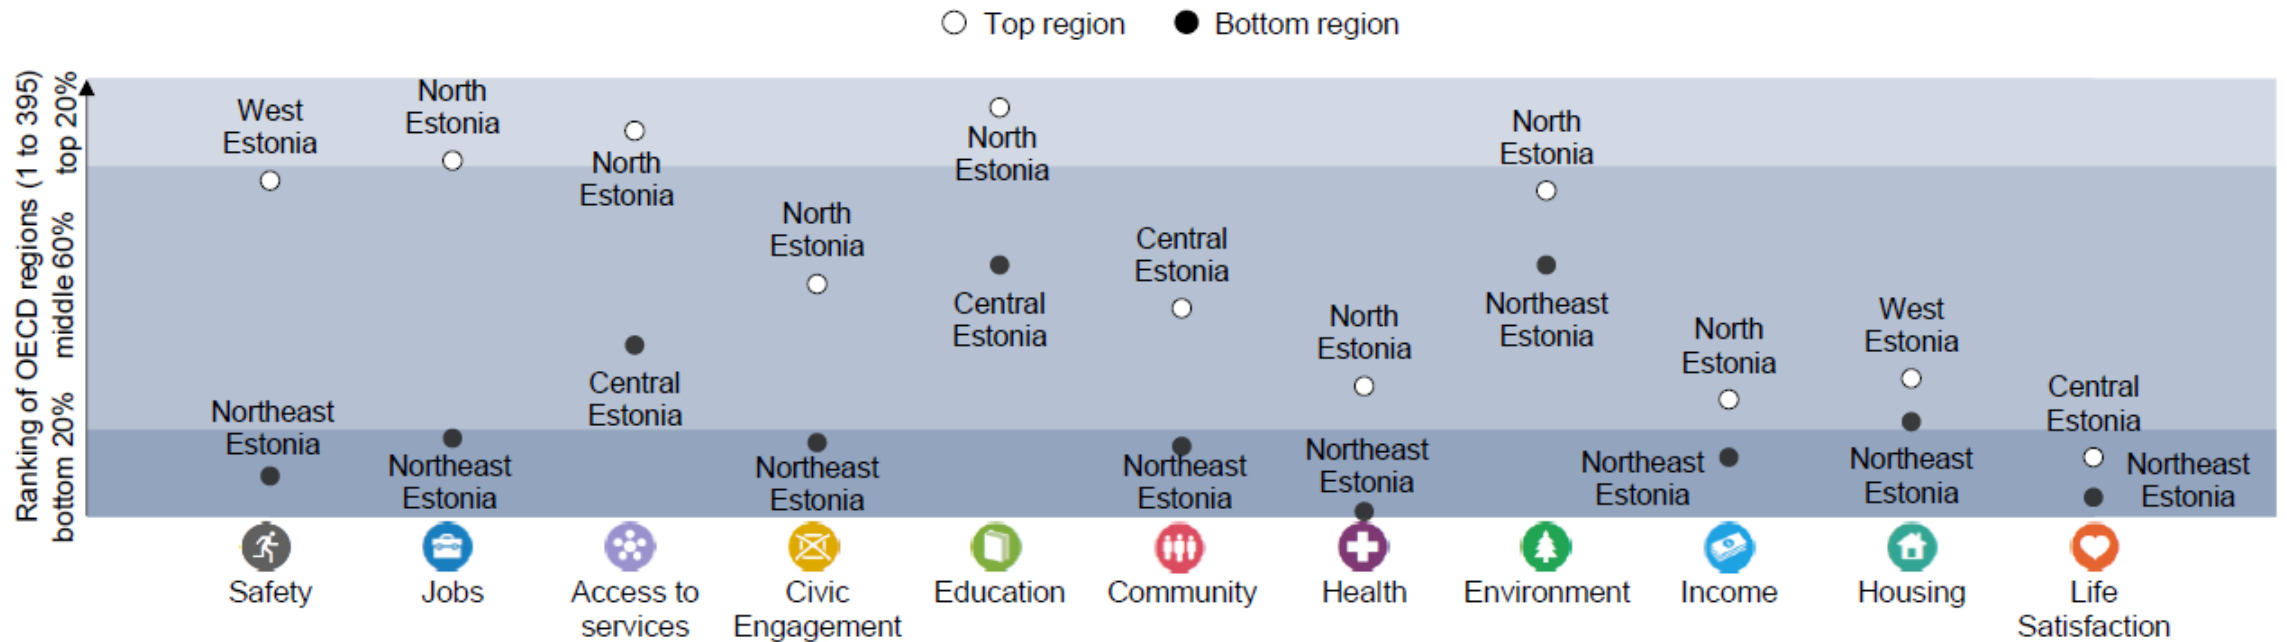 Top region
Bottom region
Ranking of OECD regions (1 to 395)
bottom 20%
middle 60%
top 20%
West
Estonia
Northeast
Estonia
North
Estonia
Northeast
Estonia
North
Estonia
Central
Estonia
North
Estonia
Northeast
Estonia
North
Estonia
Central
Estonia
Central
Estonia
Northeast
Estonia
North
Estonia
Northeast
Estonia
North
Estonia
Northeast
Estonia
North
Estonia
Northeast
Estonia
West
Estonia
Northeast
Estonia
Central
Estonia
Northeast
Estonia
Safety
Jobs
Access to
services
Civic
Engagement
Education
Community
Health
Environment
Income
Housing
Life
Satisfaction